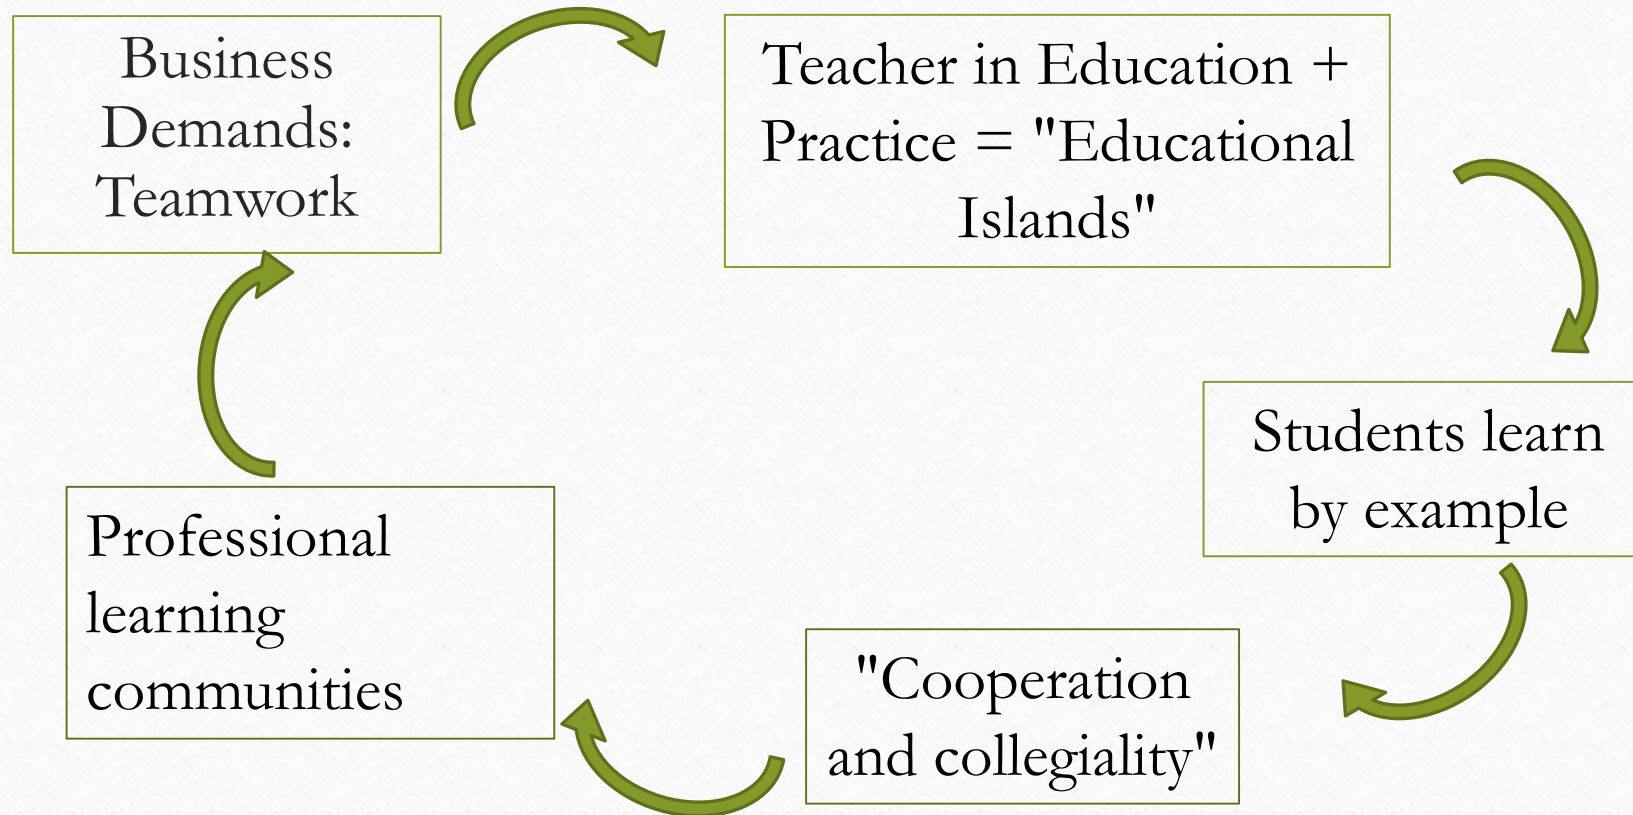 Business
Demands:
Teamwork
Teacher in Education +
Practice = "Educational
Islands"
Students learn
by example
"Cooperation
and collegiality"
Professional
learning
communities